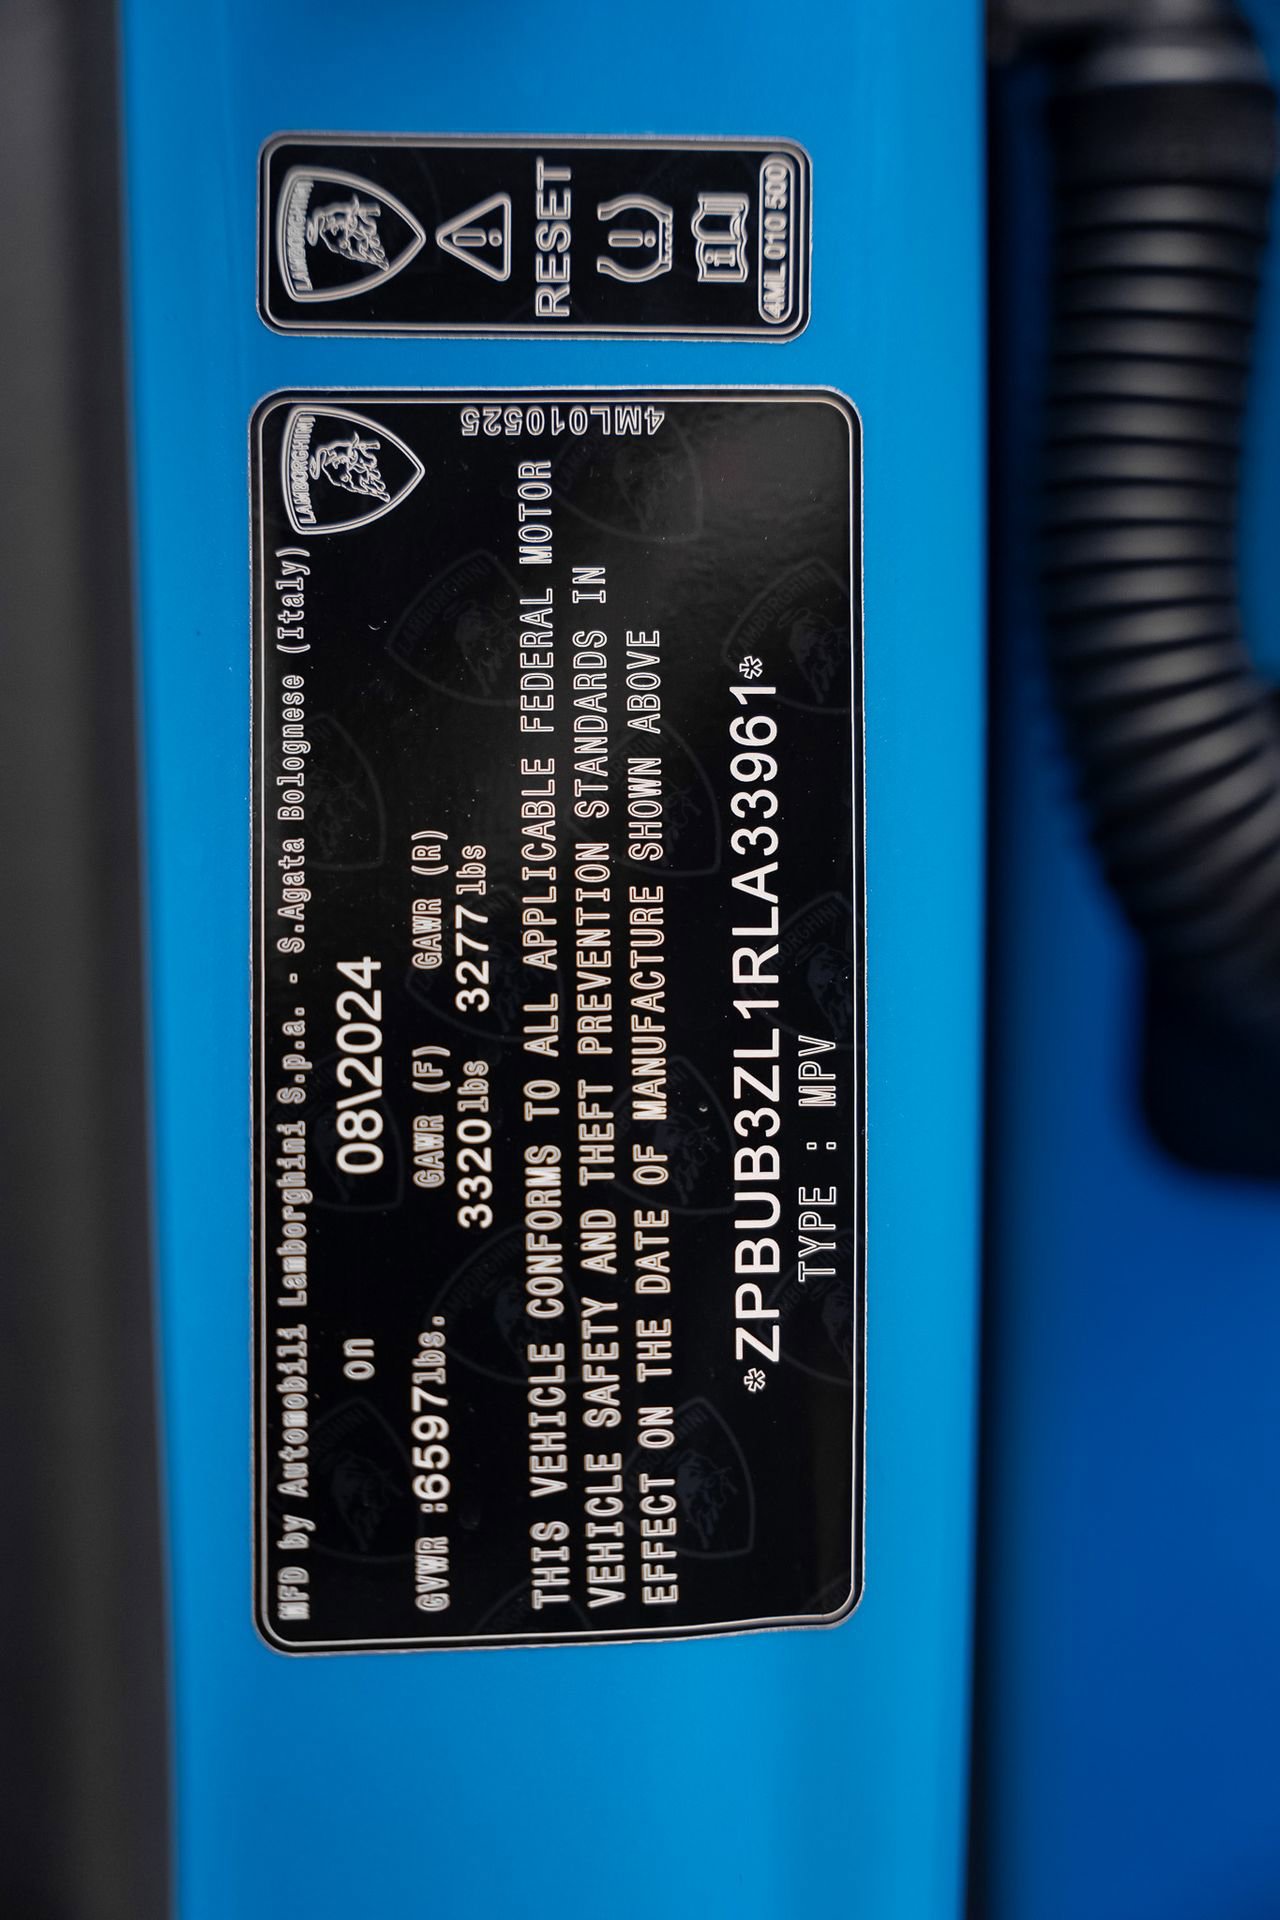 LAMBORGHINI
RESET
4ML 010 500
LAMBORGHINI
4ML010525
MFD by Automobili Lamborghini S.p.a. - S.Agata Bolognese (Italy)
on 08\2024
GVWR :6597lbs. GAWR (F) GAWR (R)
3320lbs 3277lbs
THIS VEHICLE CONFORMS TO ALL APPLICABLE FEDERAL MOTOR
VEHICLE SAFETY AND THEFT PREVENTION STANDARDS IN
EFFECT ON THE DATE OF MANUFACTURE SHOWN ABOVE
*ZPBUB3ZL1RLA33961*
TYPE : MPV